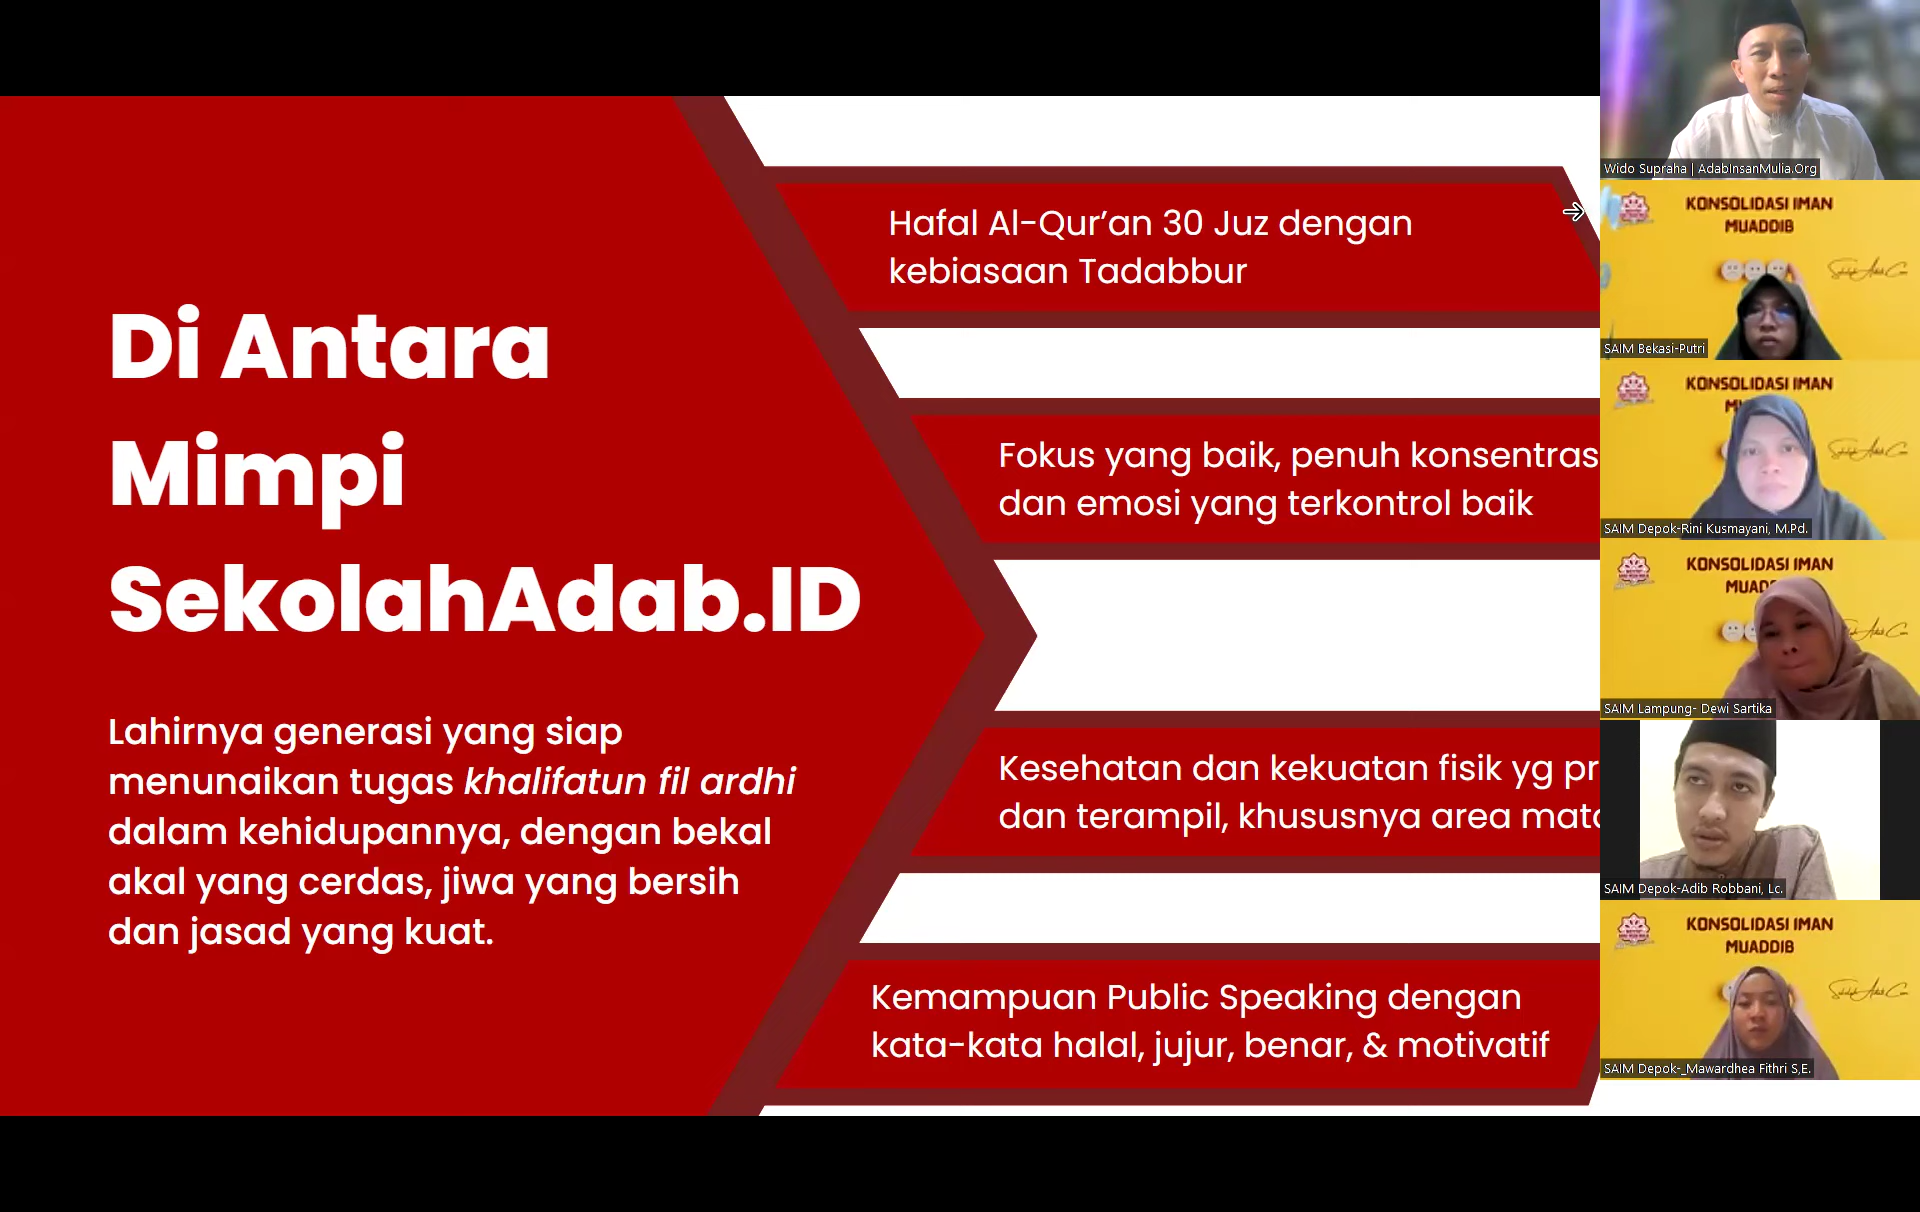 Di Antara
Mimpi
SekolahAdab.ID
Lahirnya generasi yang siap
menunaikan tugas khalifatun fil ardhi
dalam kehidupannya, dengan bekal
akal yang cerdas, jiwa yang bersih
dan jasad yang kuat.
Hafal Al-Qur'an 30 Juz dengan
kebiasaan Tadabbur
Fokus yang baik, penuh konsentras
dan emosi yang terkontrol baik
Kesehatan dan kekuatan fisik yg pr
dan terampil, khususnya area mata
Kemampuan Public Speaking dengan
kata-kata halal, jujur, benar, & motivatif
Wido Supraha | AdabInsanMulia.Org
KONSOLIDASI IMAN
MUADDIB
SAIM Bekasi-Putri
KONSOLIDASI IMAN
SAIM Depok-Rini Kusmayani, M.Pd.
KONSOLIDASI IMAN
SAIM Lampung- Dewi Sartika
SAIM Depok-Adib Robbani, Lc.
KONSOLIDASI IMAN
MUADDIB
SAIM Depok-_Mawardhea Fithri S,E.